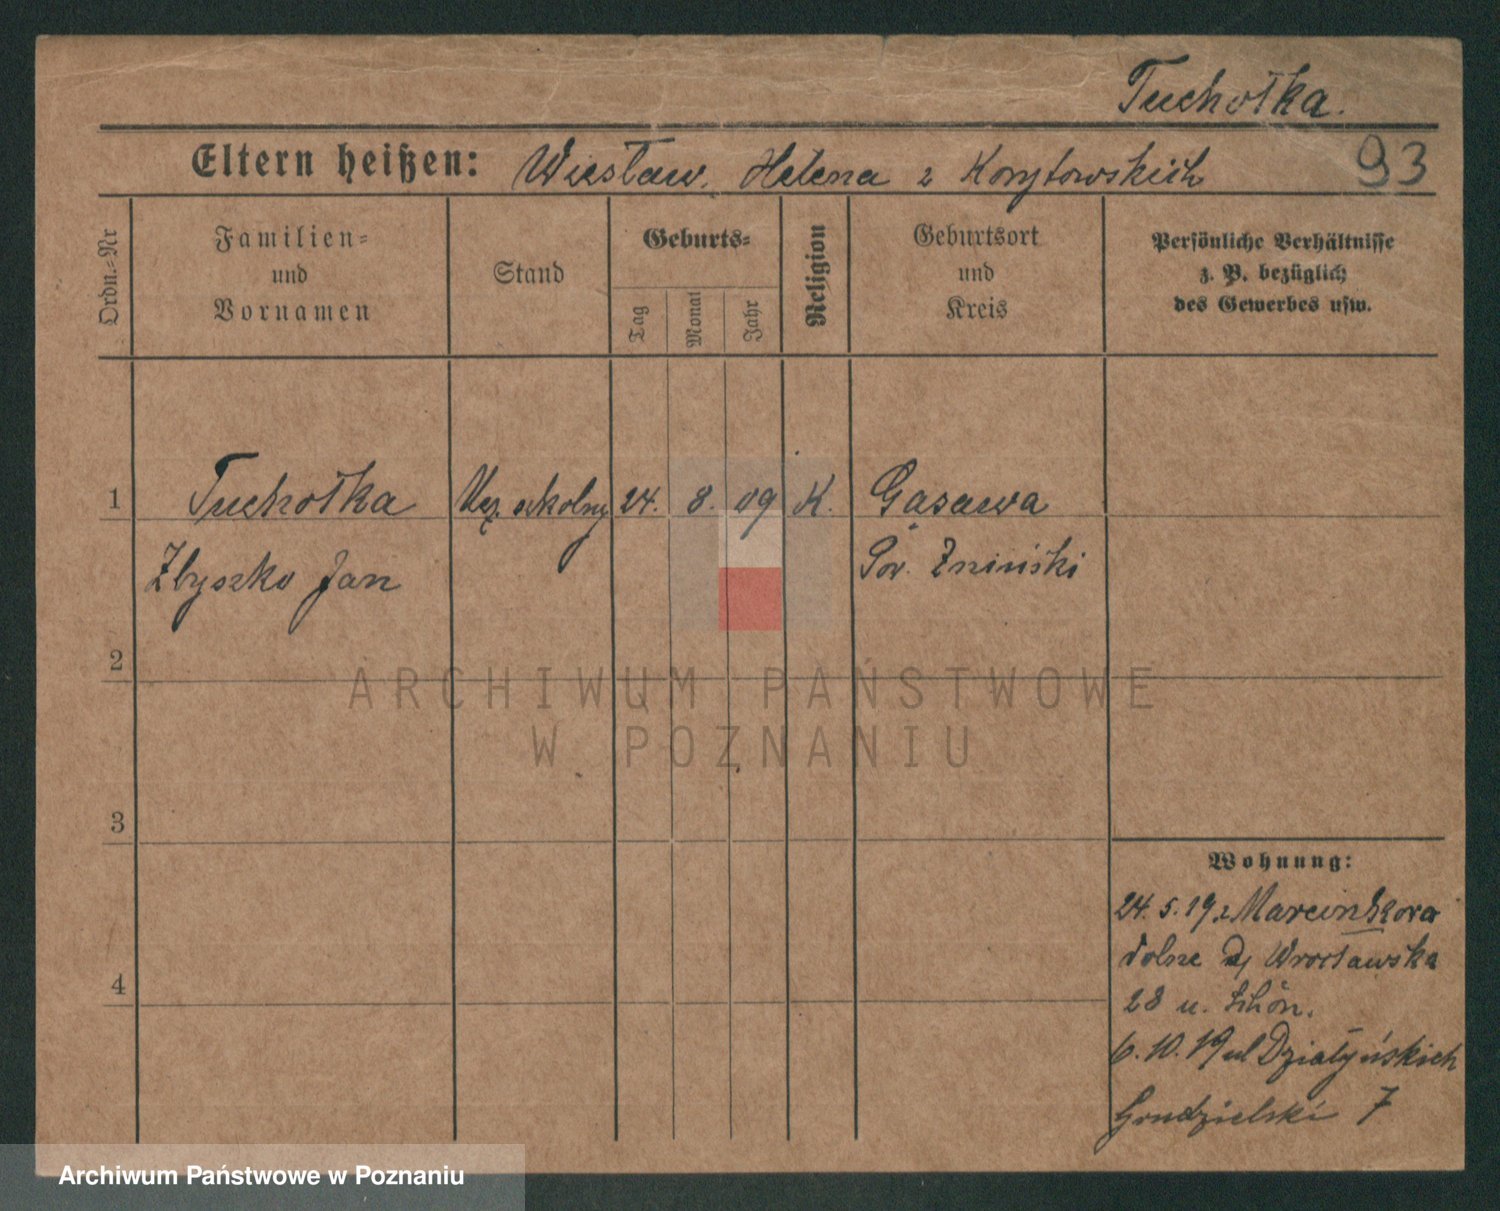 Tuchołka.
Eltern heißen: Wiesław. Helena z Korytowskich 93
Ordn.-Nr
Familien-
und
Vornamen
Stand
Geburts-
Tag
Monat
Jahr
Religion
Geburtsort
und
Kreis
Persönliche Verhältnisse
z. B. bezüglich
des Gewerbes usw.
1 Tuchołka Ucz. szkolny 24. 8. 09 K. Gąsawa
Zbyszko Jan Pow. Żniński
2
3
4
Wohnung:
24. 5. 19 z Marcinkowa
dolne Wrocławska
28 u. Schön.
6. 10. 19 ul Działyńskich
Grudzielski 7
ARCHIWUM PAŃSTWOWE
W POZNANIU
Archiwum Państwowe w Poznaniu